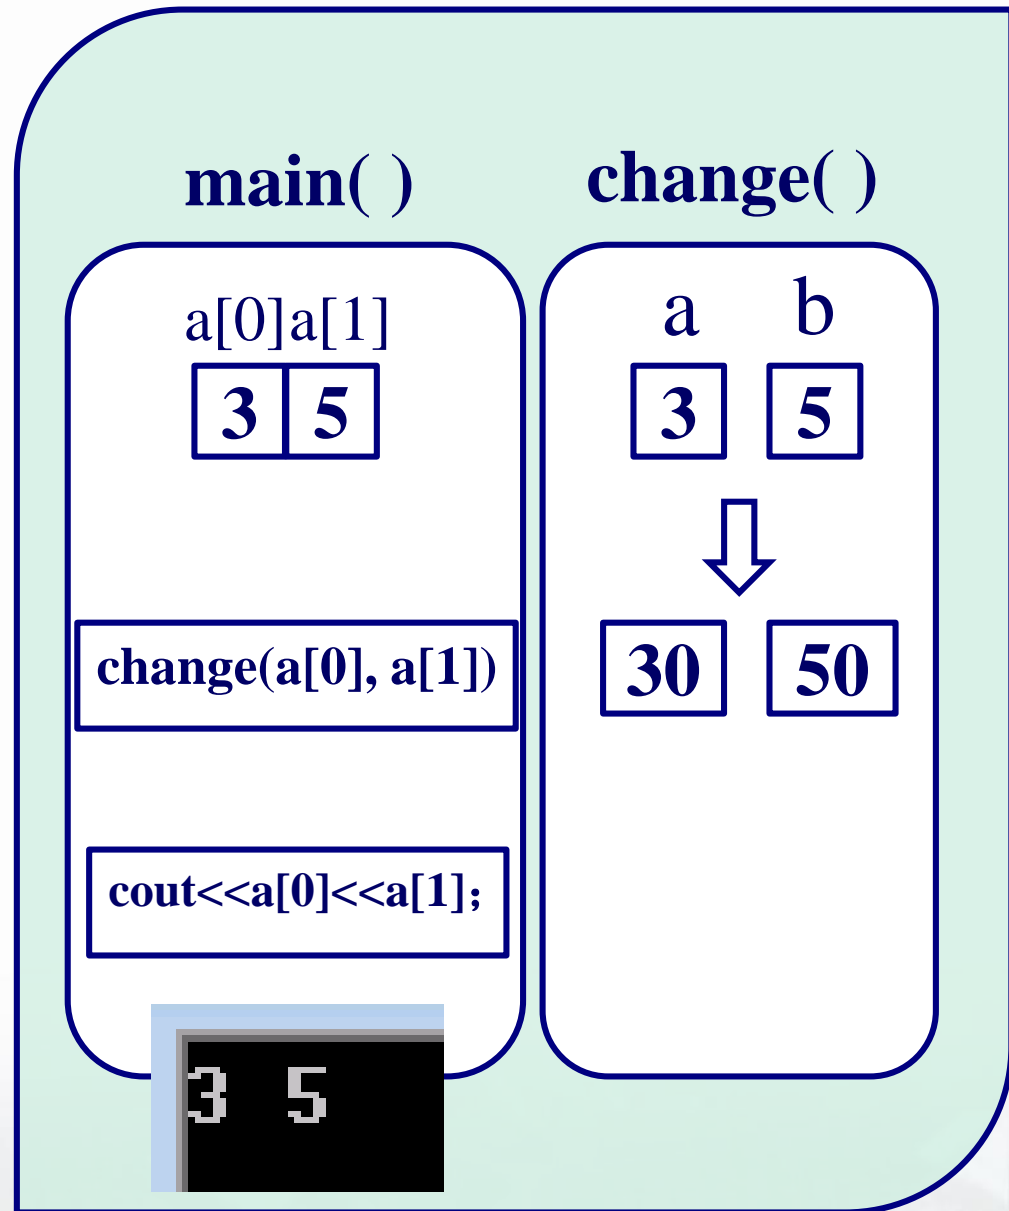 main( )
change( )
a[0]a[1]
3 5
a b
3 5
change(a[0], a[1])
30 50
cout<<a[0]<<a[1]；
3 5